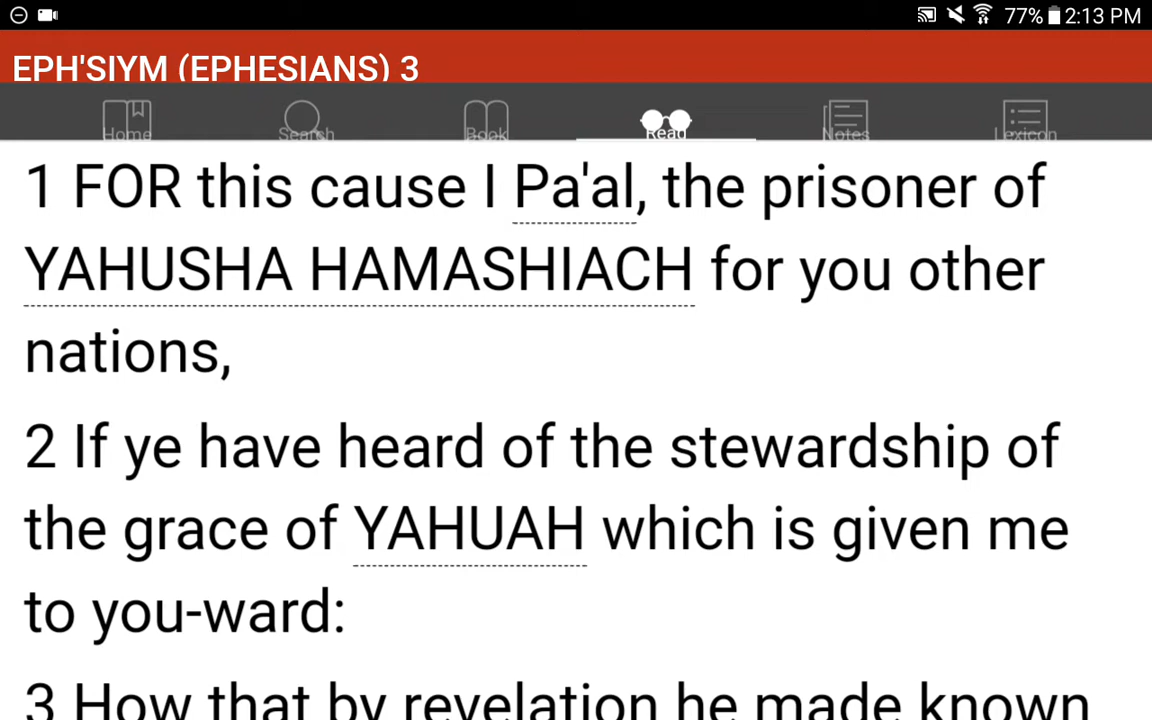 77% 2:13 PM
EPH'SIYM (EPHESIANS) 3
Home Search Book Read Notes Lexicon
1 FOR this cause I Pa'al, the prisoner of
YAHUSHA HAMASHIACH for you other
nations,
2 If ye have heard of the stewardship of
the grace of YAHUAH which is given me
to you-ward:
3 How that by revelation he made known